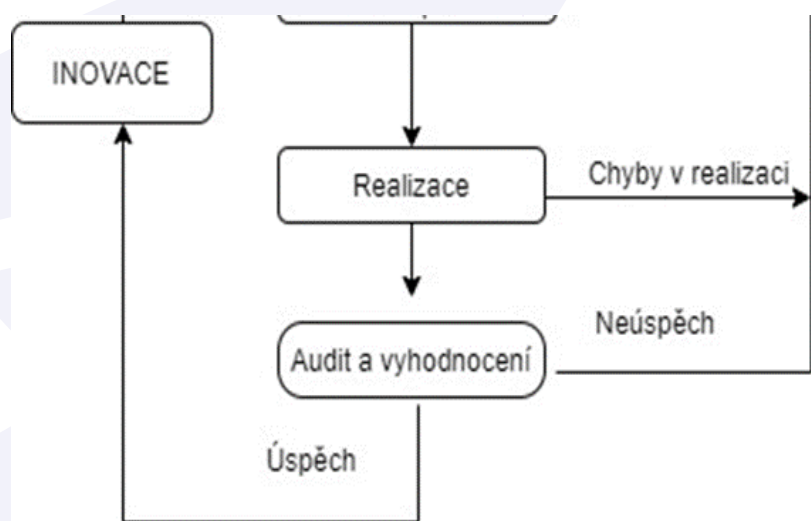 INOVACE
Realizace
Chyby v realizaci
Neúspěch
Audit a vyhodnocení
Úspěch